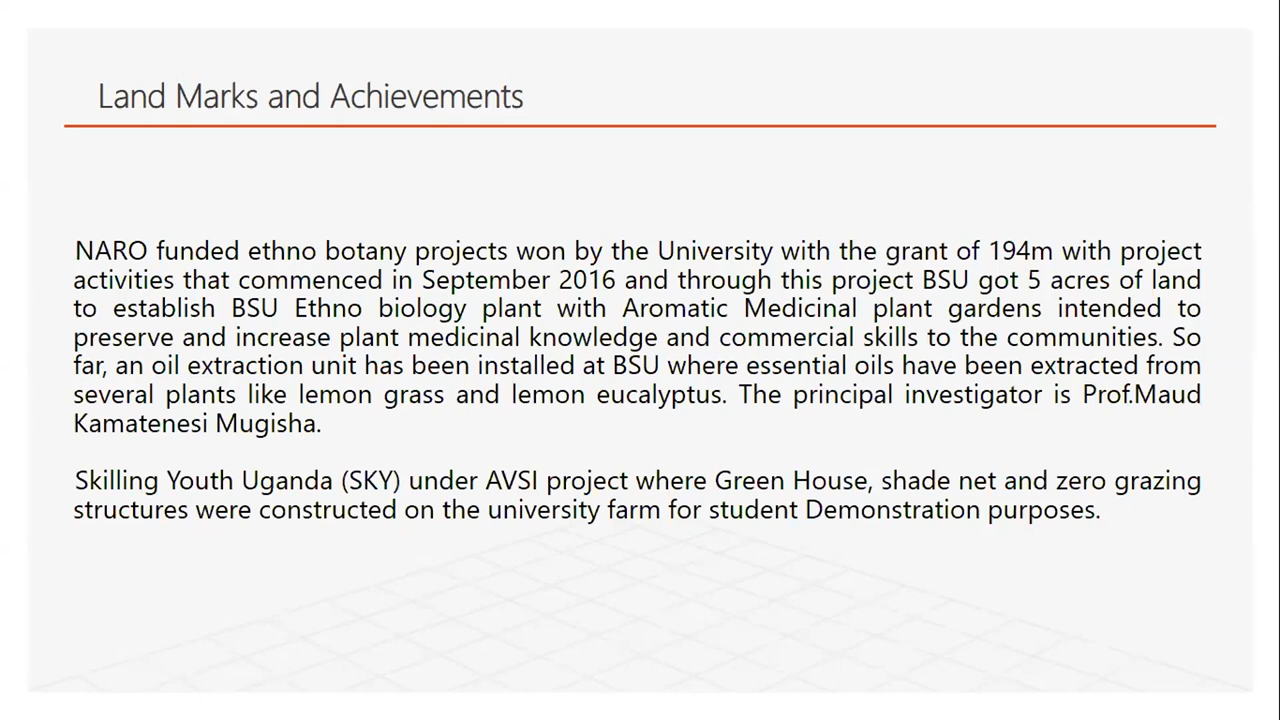 Land Marks and Achievements
NARO funded ethno botany projects won by the University with the grant of 194m with project
activities that commenced in September 2016 and through this project BSU got 5 acres of land
to establish BSU Ethno biology plant with Aromatic Medicinal plant gardens intended to
preserve and increase plant medicinal knowledge and commercial skills to the communities. So
far, an oil extraction unit has been installed at BSU where essential oils have been extracted from
several plants like lemon grass and lemon eucalyptus. The principal investigator is Prof.Maud
Kamatenesi Mugisha.
Skilling Youth Uganda (SKY) under AVSI project where Green House, shade net and zero grazing
structures were constructed on the university farm for student Demonstration purposes.